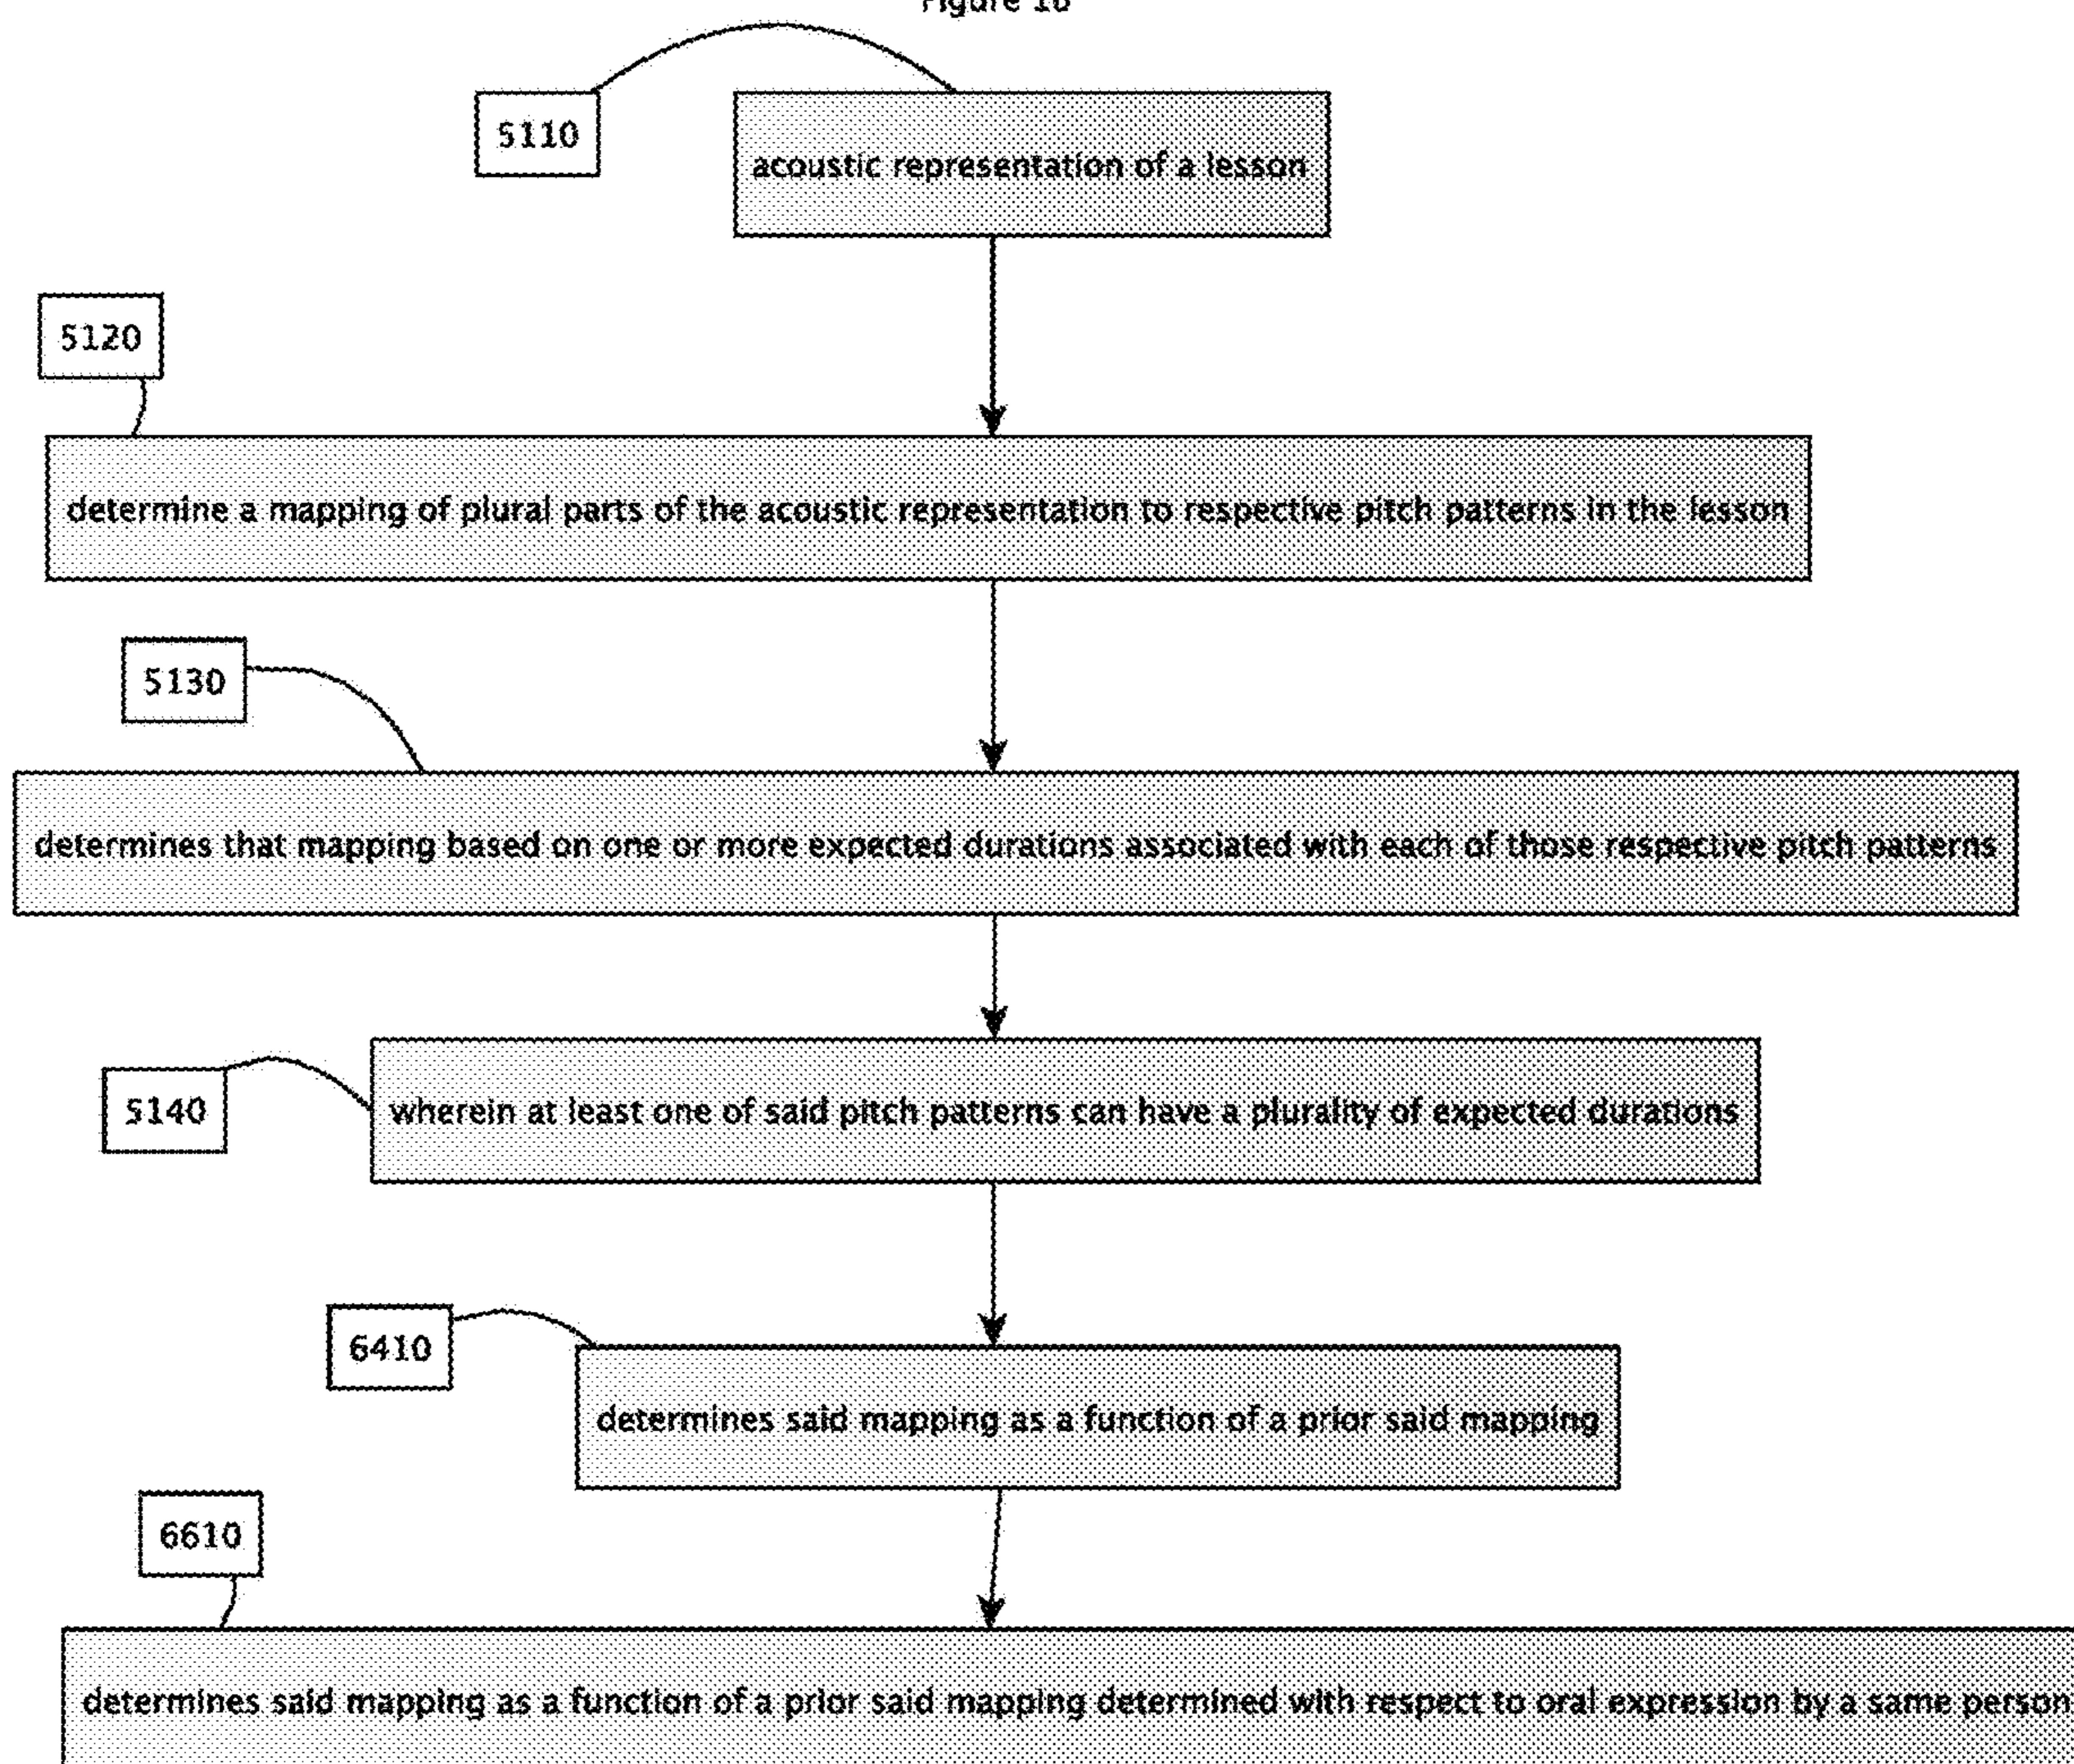 5110
acoustic representation of a lesson
5120
determine a mapping of plural parts of the acoustic representation to respective pitch patterns in the lesson
5130
determines that mapping based on one or more expected durations associated with each of those respective pitch patterns
5140
wherein at least one of said pitch patterns can have a plurality of expected durations
6410
determines said mapping as a function of a prior said mapping
6610
determines said mapping as a function of a prior said mapping determined with respect to oral expression by a same person